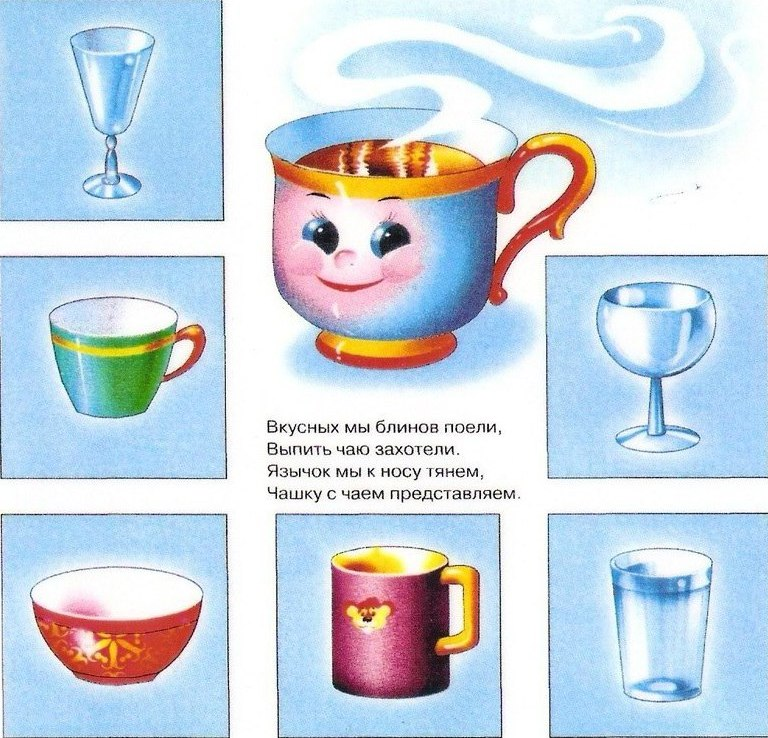 Вкусных мы блинов поели,
Выпить чаю захотели.
Язычок мы к носу тянем,
Чашку с чаем представляем.